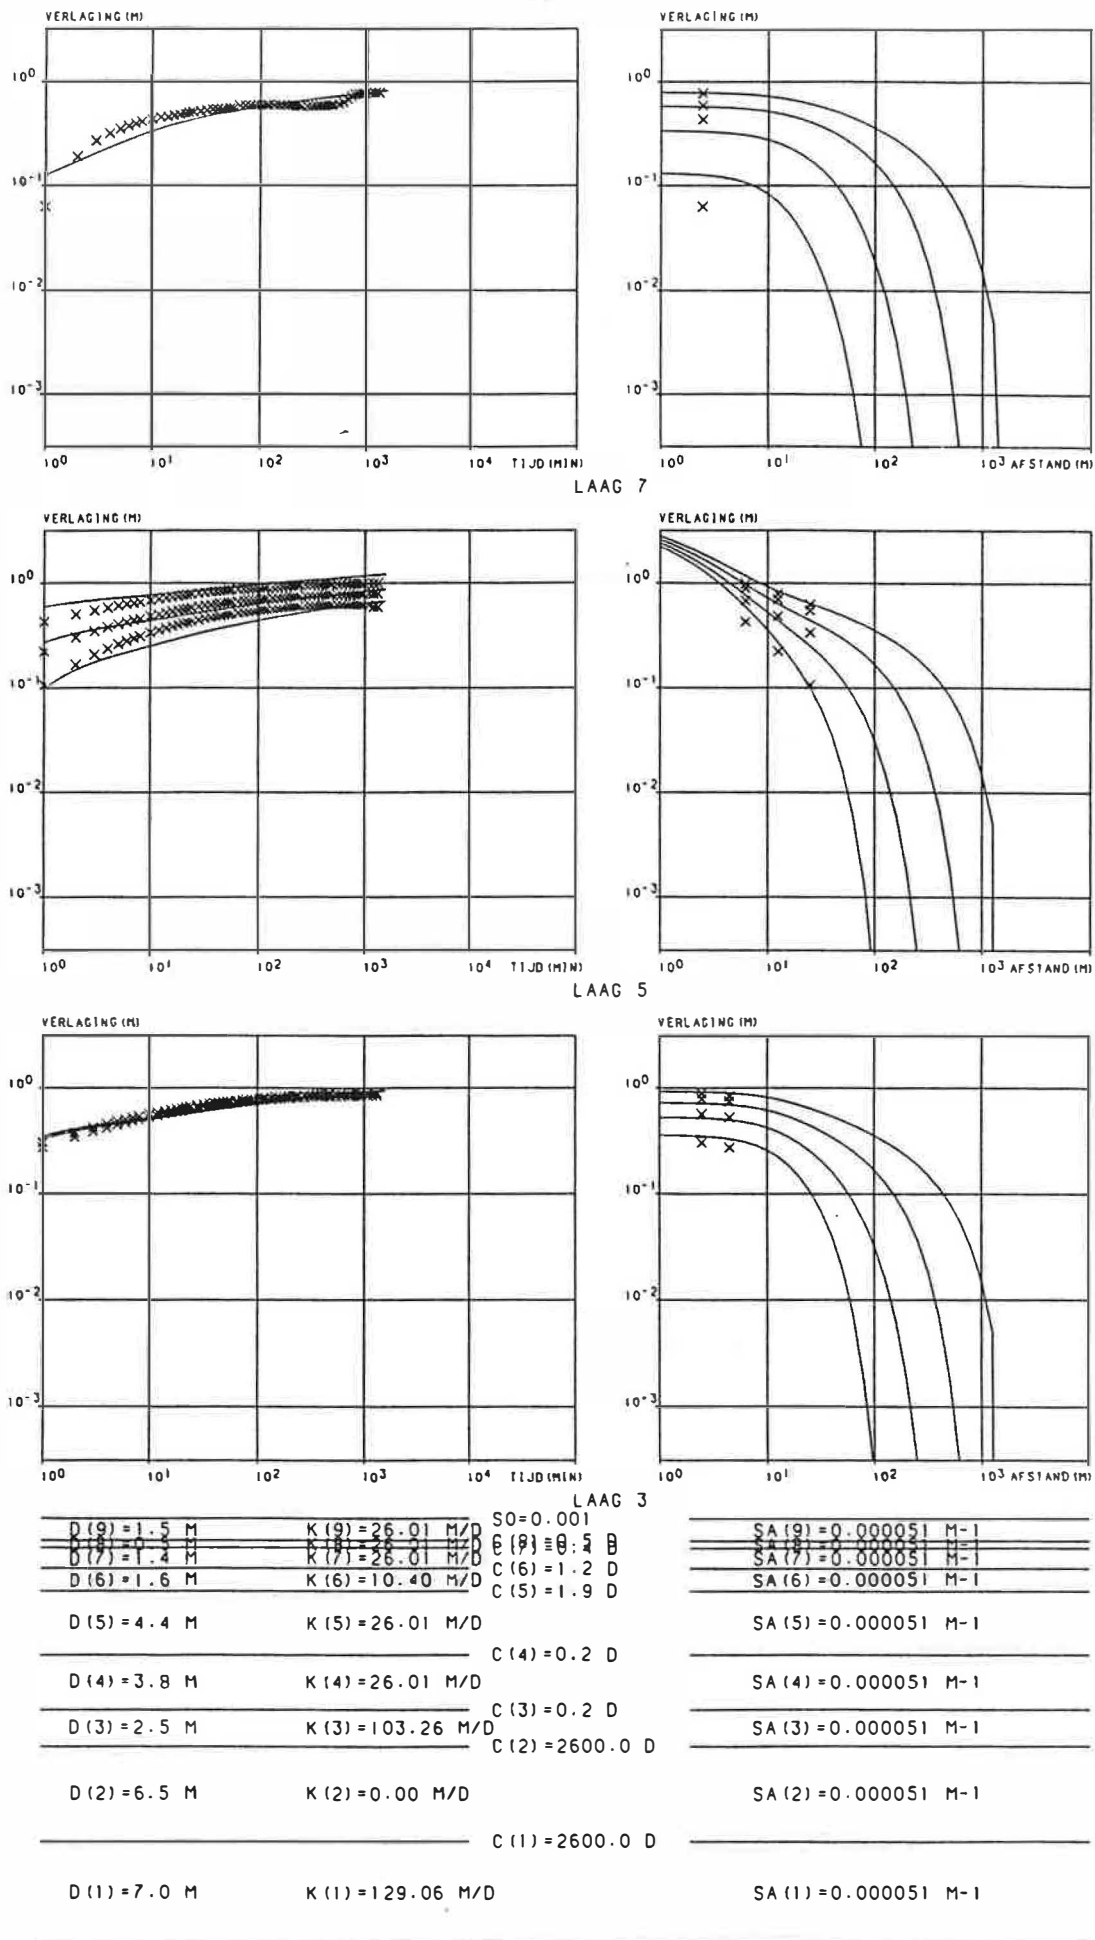 VERLAGING (M) VERLAGING (M)
10⁰ 10⁰
10⁻¹ 10⁻¹
10⁻² 10⁻²
10⁻³ 10⁻³
10⁰ 10¹ 10² 10³ 10⁴ TIJD (MIN) 10⁰ 10¹ 10² 10³ AFSTAND (M)
LAAG 7
VERLAGING (M) VERLAGING (M)
10⁰ 10⁰
10⁻¹ 10⁻¹
10⁻² 10⁻²
10⁻³ 10⁻³
10⁰ 10¹ 10² 10³ 10⁴ TIJD (MIN) 10⁰ 10¹ 10² 10³ AFSTAND (M)
LAAG 5
VERLAGING (M) VERLAGING (M)
10⁰ 10⁰
10⁻¹ 10⁻¹
10⁻² 10⁻²
10⁻³ 10⁻³
10⁰ 10¹ 10² 10³ 10⁴ TIJD (MIN) 10⁰ 10¹ 10² 10³ AFSTAND (M)
LAAG 3
S0=0.001
D(9)=1.5 M K(9)=26.01 M/D SA(9)=0.000051 M-1
D(7)=1.4 M K(7)=26.01 M/D SA(7)=0.000051 M-1
C(6)=1.2 D
D(6)=1.6 M K(6)=10.40 M/D SA(6)=0.000051 M-1
C(5)=1.9 D
D(5)=4.4 M K(5)=26.01 M/D SA(5)=0.000051 M-1
C(4)=0.2 D
D(4)=3.8 M K(4)=26.01 M/D SA(4)=0.000051 M-1
C(3)=0.2 D
D(3)=2.5 M K(3)=103.26 M/D SA(3)=0.000051 M-1
C(2)=2600.0 D
D(2)=6.5 M K(2)=0.00 M/D SA(2)=0.000051 M-1
C(1)=2600.0 D
D(1)=7.0 M K(1)=129.06 M/D SA(1)=0.000051 M-1